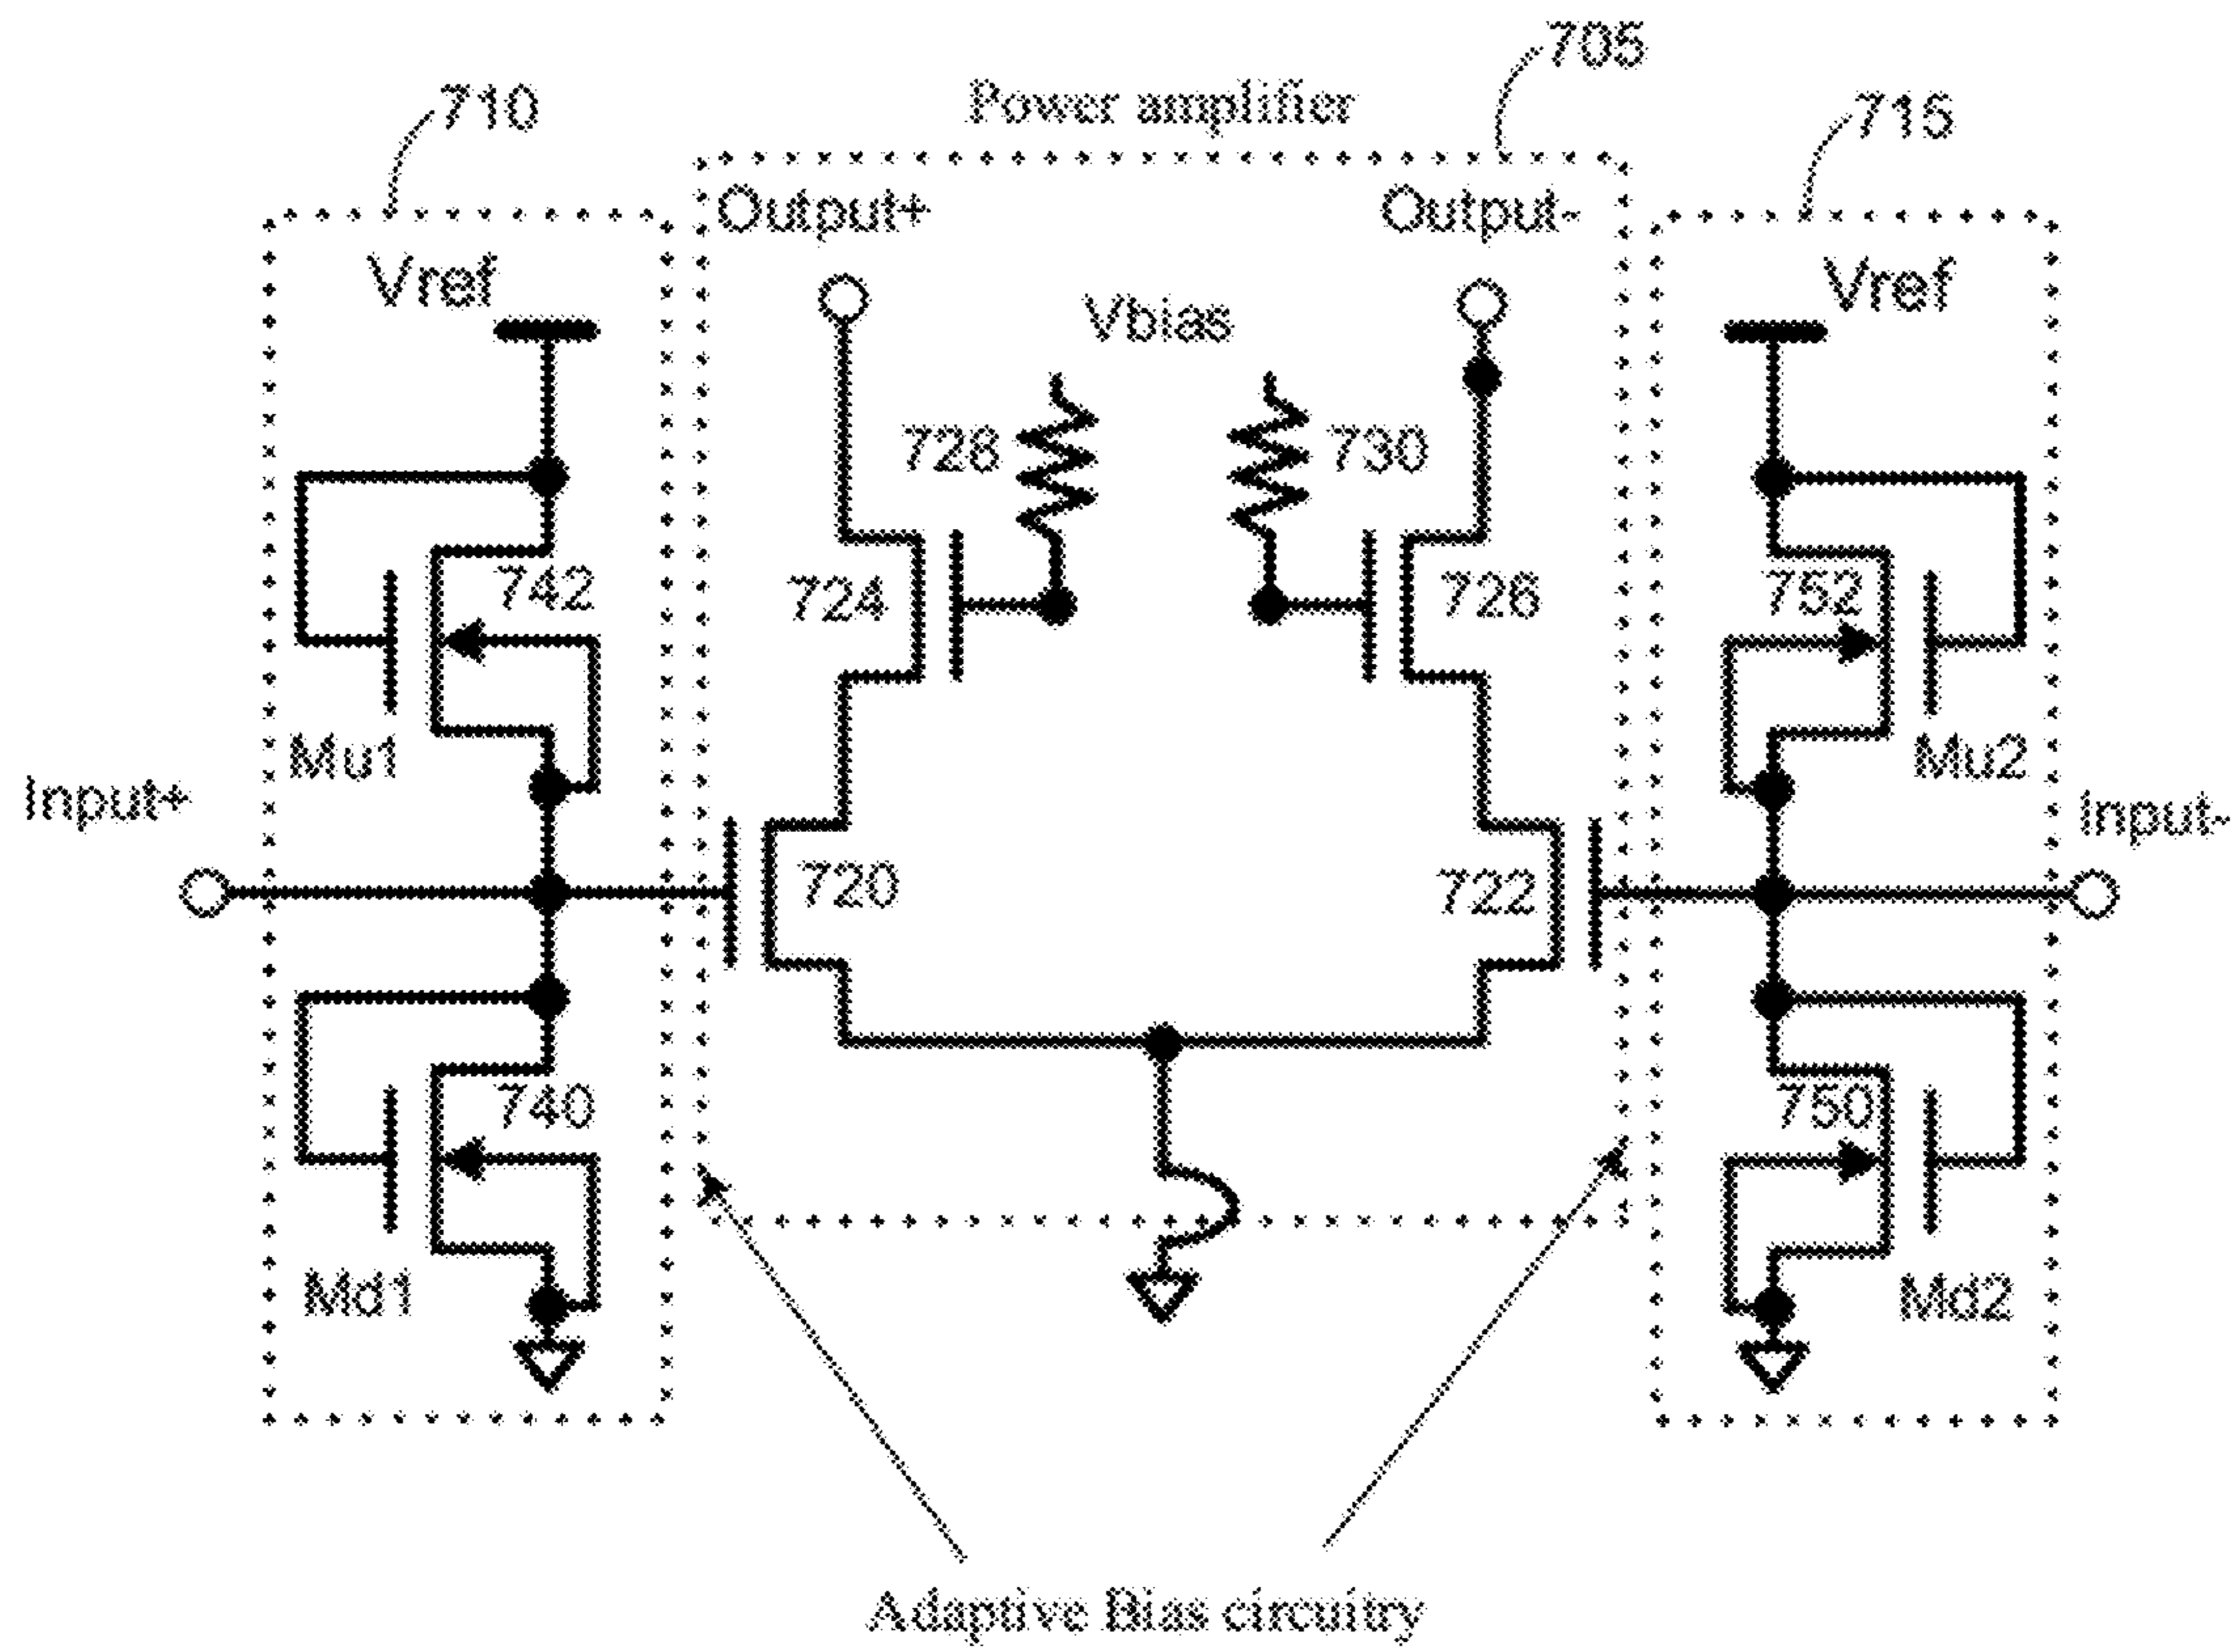 705
710
Power amplifier
715
Output+
Output-
Vref
Vbias
Vref
728
730
742
724
726
752
Mu1
Mu2
Input+
Input-
720
722
740
750
Md1
Md2
Adaptive Bias circuitry